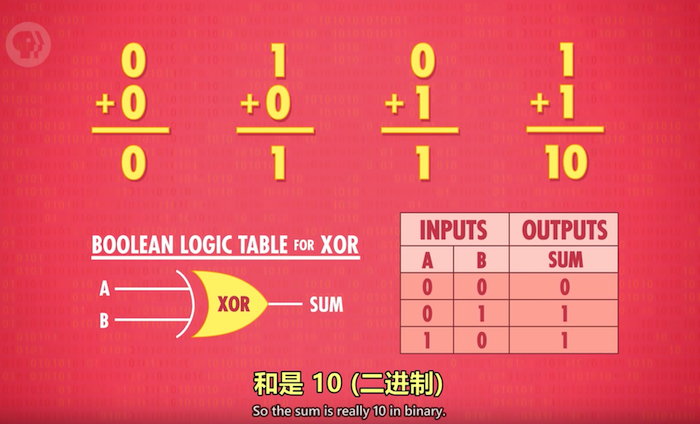 0 1 0 1
+0 +0 +1 +1
0 1 1 10
BOOLEAN LOGIC TABLE FOR XOR
A
B
XOR
SUM
INPUTS OUTPUTS
A B SUM
0 0 0
0 1 1
1 0 1
和是 10 (二进制)
So the sum is really 10 in binary.